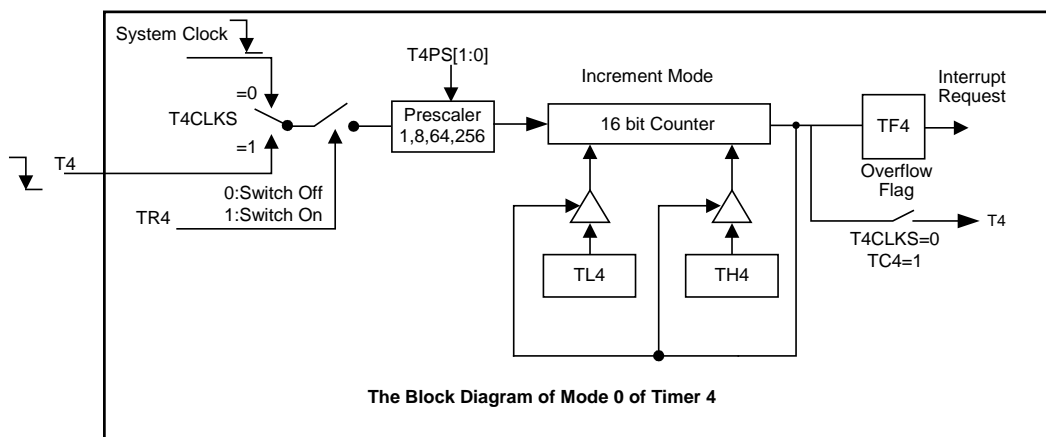 System Clock
T4PS[1:0]
Increment Mode
Interrupt
Request
=0
T4CLKS
=1
Prescaler
1,8,64,256
16 bit Counter
TF4
T4
0:Switch Off
1:Switch On
TR4
Overflow
Flag
T4
T4CLKS=0
TC4=1
TL4
TH4
The Block Diagram of Mode 0 of Timer 4